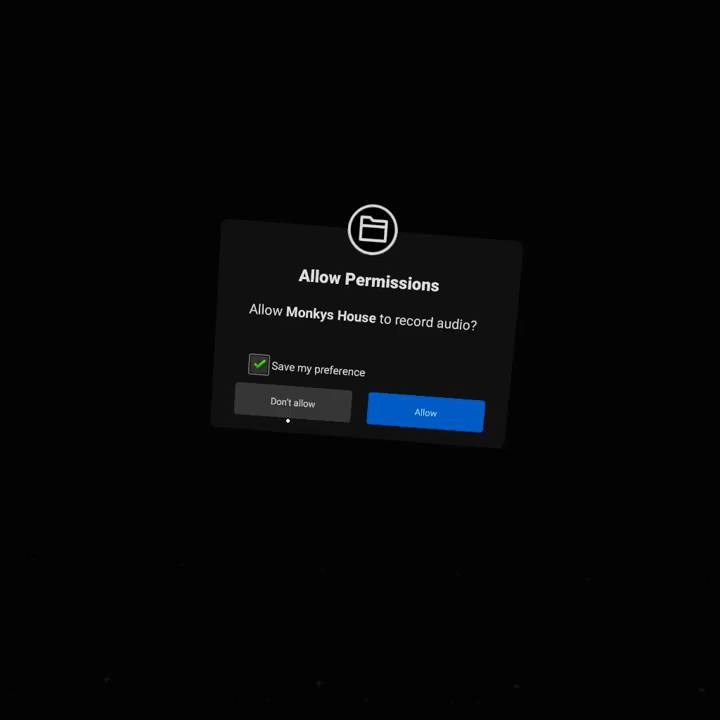 Allow Permissions
Allow Monkys House to record audio?
Save my preference
Don't allow
Allow